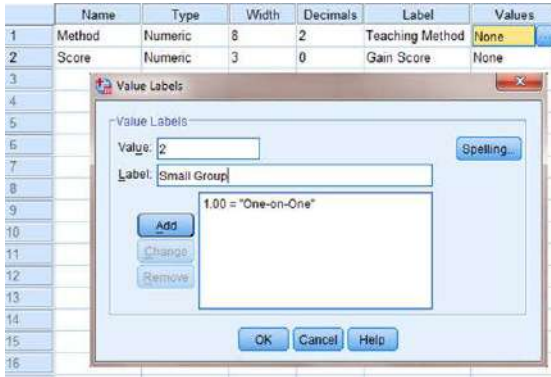 Name Type Width Decimals Label Values
1 Method Numeric 8 2 Teaching Method None ...
2 Score Numeric 3 0 Gain Score None
3
Value Labels
4
5
Value Labels
6
Value: 2
Spelling...
7
Label: Small Group
8
9
1.00 = "One-on-One"
10
Add
11
Change
12
Remove
13
14
15
OK Cancel Help
16